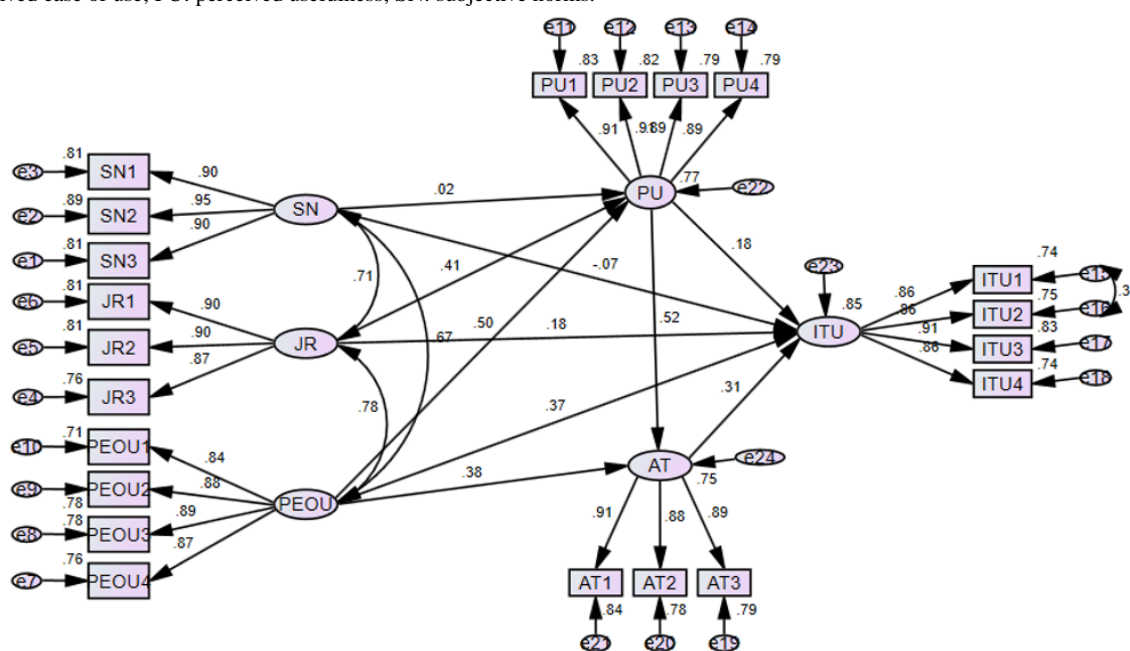 ived ease of use; PU: perceived usefulness; SN: subjective norms.
e11 e12 e13 e14
.83 .82 .79 .79
PU1 PU2 PU3 PU4
.91 .91 .89 .89
.77
PU e22
.81
e3 SN1 .90
.89
e2 SN2 .95
SN .02
.81
e1 SN3 .90
.71 .41 -.07 .18
.81
e6 JR1 .90
.81
e5 JR2 .90
JR .50 .67 .18 .52
.76
e4 JR3 .87
e23 .85
ITU
.74
.86 ITU1 e15
.3
.75
.86 ITU2 e16
.83
.91 ITU3 e17
.74
.86 ITU4 e18
.78 .37 .31
.71
e10 PEOU1 .84
e9 PEOU2 .88
.78
.78
e8 PEOU3 .89
PEOU .38
.76
e7 PEOU4 .87
AT e24
.75
.91 .88 .89
AT1 AT2 AT3
.84 .78 .79
e21 e20 e19